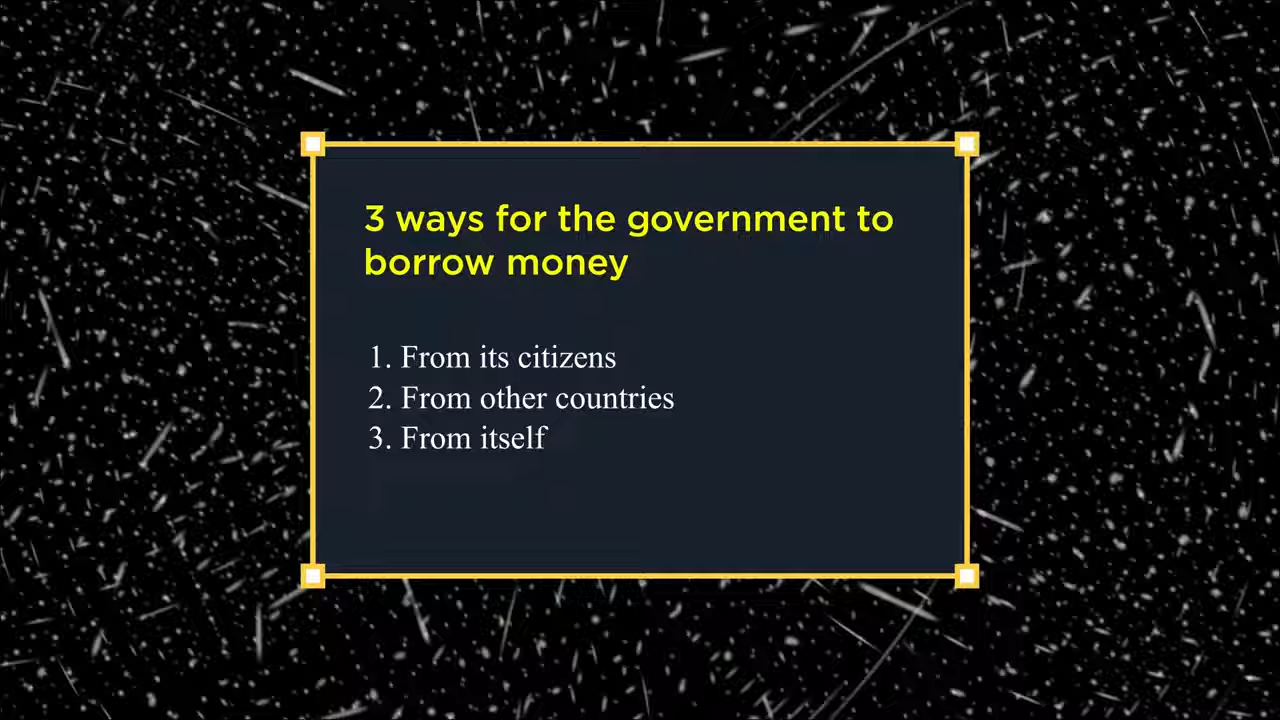 3 ways for the government to
borrow money
1. From its citizens
2. From other countries
3. From itself